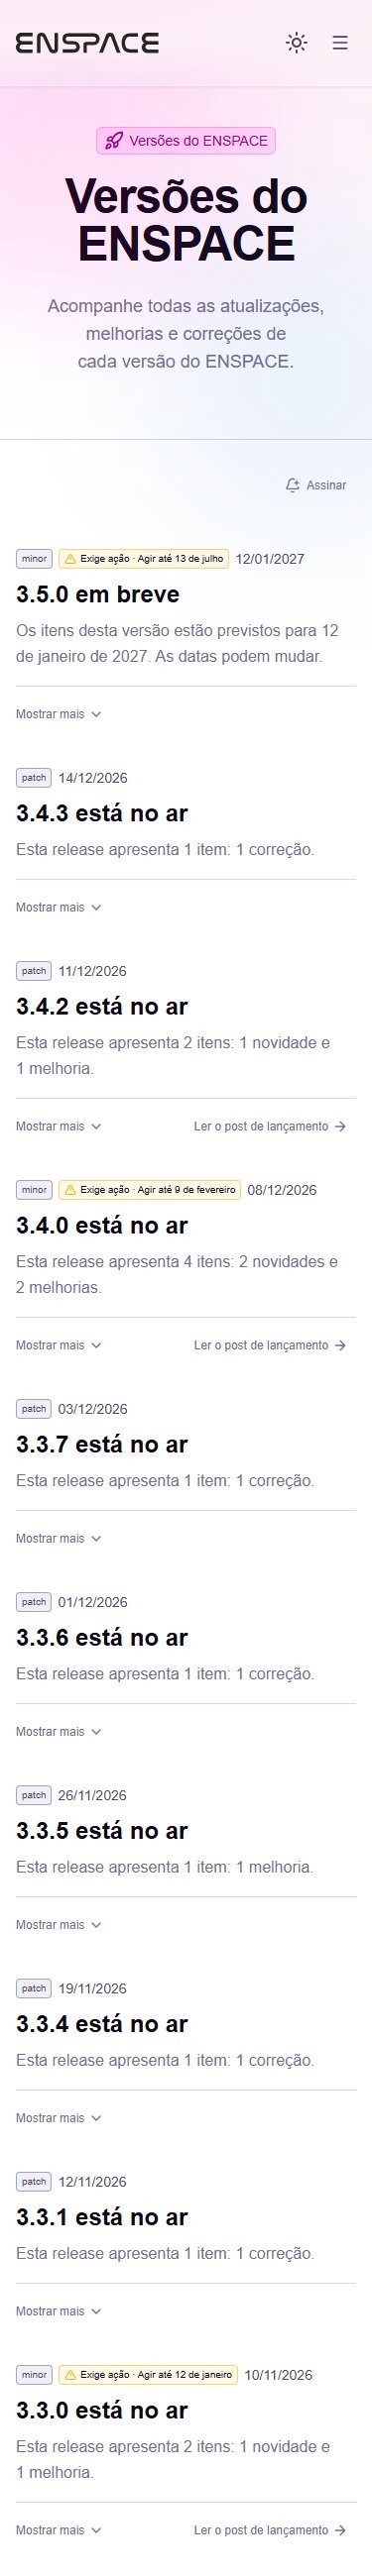 ENSPACE
Versões do ENSPACE
Versões do
ENSPACE
Acompanhe todas as atualizações,
melhorias e correções de
cada versão do ENSPACE.
Assinar
minor Exige ação · Agir até 13 de julho 12/01/2027
3.5.0 em breve
Os itens desta versão estão previstos para 12
de janeiro de 2027. As datas podem mudar.
Mostrar mais
patch 14/12/2026
3.4.3 está no ar
Esta release apresenta 1 item: 1 correção.
Mostrar mais
patch 11/12/2026
3.4.2 está no ar
Esta release apresenta 2 itens: 1 novidade e
1 melhoria.
Mostrar mais Ler o post de lançamento
minor Exige ação · Agir até 9 de fevereiro 08/12/2026
3.4.0 está no ar
Esta release apresenta 4 itens: 2 novidades e
2 melhorias.
Mostrar mais Ler o post de lançamento
patch 03/12/2026
3.3.7 está no ar
Esta release apresenta 1 item: 1 correção.
Mostrar mais
patch 01/12/2026
3.3.6 está no ar
Esta release apresenta 1 item: 1 correção.
Mostrar mais
patch 26/11/2026
3.3.5 está no ar
Esta release apresenta 1 item: 1 melhoria.
Mostrar mais
patch 19/11/2026
3.3.4 está no ar
Esta release apresenta 1 item: 1 correção.
Mostrar mais
patch 12/11/2026
3.3.1 está no ar
Esta release apresenta 1 item: 1 correção.
Mostrar mais
minor Exige ação · Agir até 12 de janeiro 10/11/2026
3.3.0 está no ar
Esta release apresenta 2 itens: 1 novidade e
1 melhoria.
Mostrar mais Ler o post de lançamento